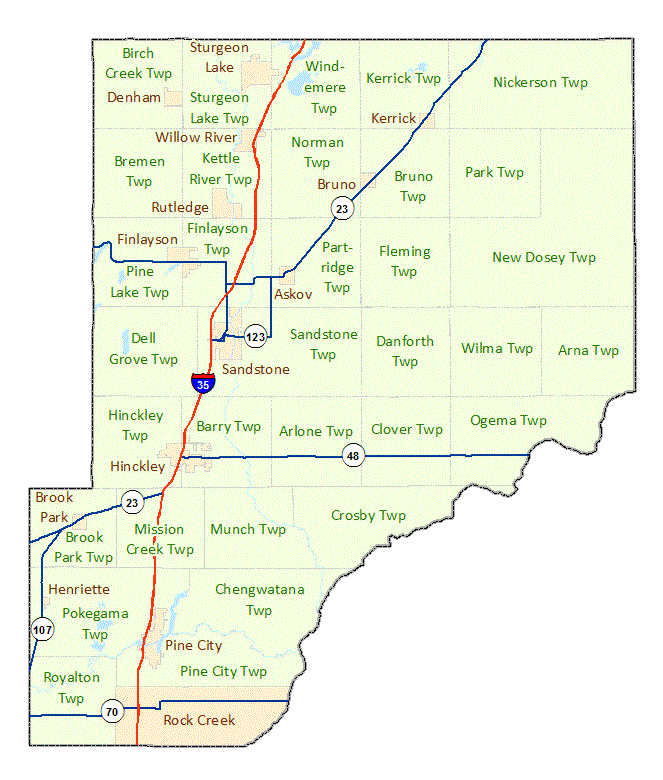 Birch
Creek Twp
Sturgeon
Lake
Wind-
emere
Twp
Kerrick Twp
Nickerson Twp
Denham
Sturgeon
Lake Twp
Kerrick
Willow River
Norman
Twp
Bremen
Twp
Kettle
River Twp
Bruno
Bruno
Twp
Park Twp
Rutledge
23
Finlayson
Finlayson
Twp
Part-
ridge
Twp
Fleming
Twp
New Dosey Twp
Pine
Lake Twp
Askov
Dell
Grove Twp
123
Sandstone
Twp
Danforth
Twp
Wilma Twp
Arna Twp
Sandstone
35
Hinckley
Twp
Barry Twp
Arlone Twp
Clover Twp
Ogema Twp
Hinckley
48
Brook
Park
23
Brook
Park Twp
Mission
Creek Twp
Munch Twp
Crosby Twp
Henriette
Chengwatana
Twp
Pokegama
Twp
107
Pine City
Royalton
Twp
Pine City Twp
70
Rock Creek